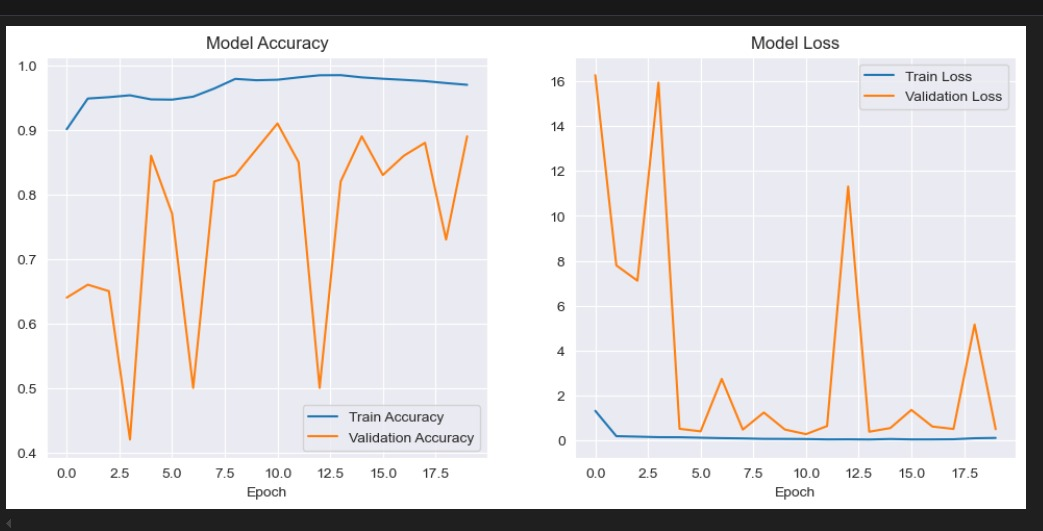 Model Accuracy
1.0
0.9
0.8
0.7
0.6
0.5
0.4
Train Accuracy
Validation Accuracy
0.0 2.5 5.0 7.5 10.0 12.5 15.0 17.5
Epoch
Model Loss
16
14
12
10
8
6
4
2
0
Train Loss
Validation Loss
0.0 2.5 5.0 7.5 10.0 12.5 15.0 17.5
Epoch